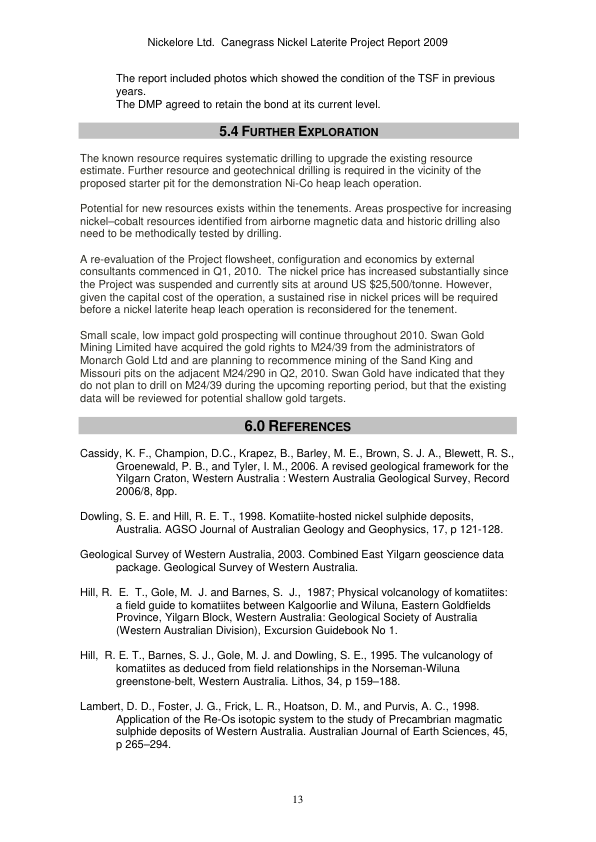 Nickelore Ltd.  Canegrass Nickel Laterite Project Report 2009
The report included photos which showed the condition of the TSF in previous
years.
The DMP agreed to retain the bond at its current level.
5.4 FURTHER EXPLORATION
The known resource requires systematic drilling to upgrade the existing resource
estimate. Further resource and geotechnical drilling is required in the vicinity of the
proposed starter pit for the demonstration Ni-Co heap leach operation.
Potential for new resources exists within the tenements. Areas prospective for increasing
nickel–cobalt resources identified from airborne magnetic data and historic drilling also
need to be methodically tested by drilling.
A re-evaluation of the Project flowsheet, configuration and economics by external
consultants commenced in Q1, 2010.  The nickel price has increased substantially since
the Project was suspended and currently sits at around US $25,500/tonne. However,
given the capital cost of the operation, a sustained rise in nickel prices will be required
before a nickel laterite heap leach operation is reconsidered for the tenement.
Small scale, low impact gold prospecting will continue throughout 2010. Swan Gold
Mining Limited have acquired the gold rights to M24/39 from the administrators of
Monarch Gold Ltd and are planning to recommence mining of the Sand King and
Missouri pits on the adjacent M24/290 in Q2, 2010. Swan Gold have indicated that they
do not plan to drill on M24/39 during the upcoming reporting period, but that the existing
data will be reviewed for potential shallow gold targets.
6.0 REFERENCES
Cassidy, K. F., Champion, D.C., Krapez, B., Barley, M. E., Brown, S. J. A., Blewett, R. S.,
Groenewald, P. B., and Tyler, I. M., 2006. A revised geological framework for the
Yilgarn Craton, Western Australia : Western Australia Geological Survey, Record
2006/8, 8pp.
Dowling, S. E. and Hill, R. E. T., 1998. Komatiite-hosted nickel sulphide deposits,
Australia. AGSO Journal of Australian Geology and Geophysics, 17, p 121-128.
Geological Survey of Western Australia, 2003. Combined East Yilgarn geoscience data
package. Geological Survey of Western Australia.
Hill, R.  E.  T., Gole, M.  J. and Barnes, S.  J.,  1987; Physical volcanology of komatiites:
a field guide to komatiites between Kalgoorlie and Wiluna, Eastern Goldfields
Province, Yilgarn Block, Western Australia: Geological Society of Australia
(Western Australian Division), Excursion Guidebook No 1.
Hill,  R. E. T., Barnes, S. J., Gole, M. J. and Dowling, S. E., 1995. The vulcanology of
komatiites as deduced from field relationships in the Norseman-Wiluna
greenstone-belt, Western Australia. Lithos, 34, p 159–188.
Lambert, D. D., Foster, J. G., Frick, L. R., Hoatson, D. M., and Purvis, A. C., 1998.
Application of the Re-Os isotopic system to the study of Precambrian magmatic
sulphide deposits of Western Australia. Australian Journal of Earth Sciences, 45,
p 265–294.
13